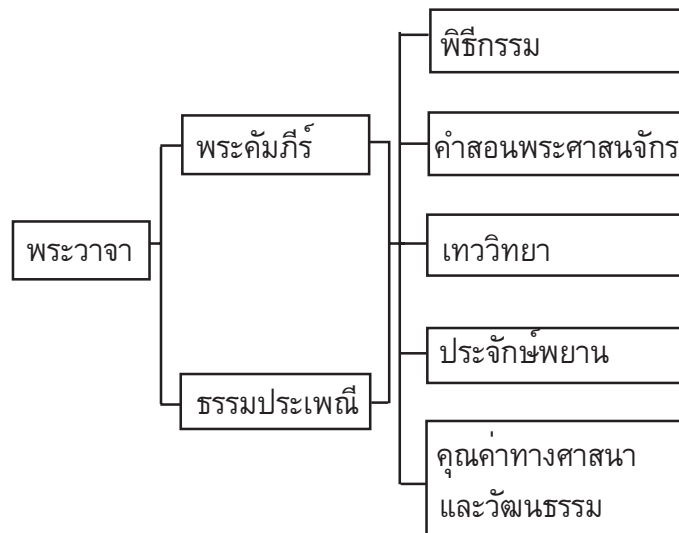 พิธีกรรม
พระคัมภีร์
คำสอนพระศาสนจักร
พระวาจา
เทววิทยา
ประจักษ์พยาน
ธรรมประเพณี
คุณค่าทางศาสนา
และวัฒนธรรม